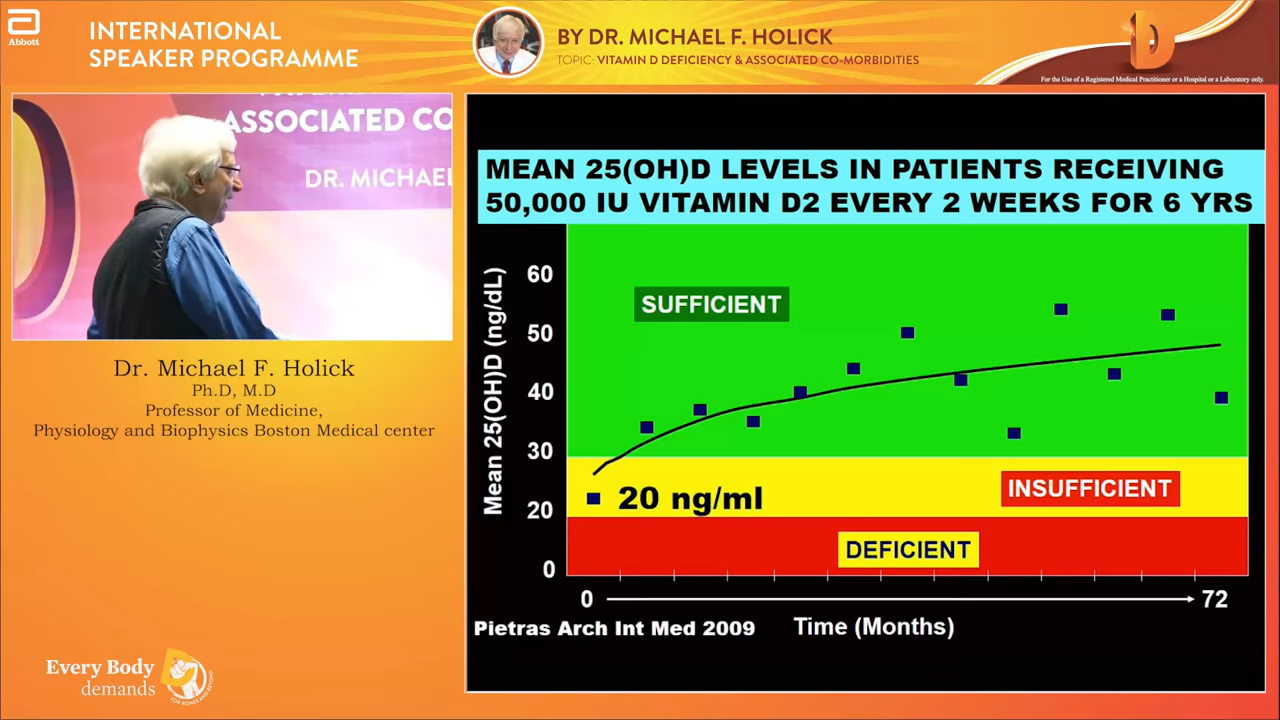 Abbott
INTERNATIONAL
SPEAKER PROGRAMME
BY DR. MICHAEL F. HOLICK
TOPIC: VITAMIN D DEFICIENCY & ASSOCIATED CO-MORBIDITIES
D
For the Use of a Registered Medical Practitioner or a Hospital or a Laboratory only.
ASSOCIATED CO
DR. MICHAEL
Dr. Michael F. Holick
Ph.D, M.D
Professor of Medicine,
Physiology and Biophysics Boston Medical center
Every Body
demands
FOR BONES AND BEYOND
MEAN 25(OH)D LEVELS IN PATIENTS RECEIVING
50,000 IU VITAMIN D2 EVERY 2 WEEKS FOR 6 YRS
Mean 25(OH)D (ng/dL)
60
50
40
30
20
0
SUFFICIENT
INSUFFICIENT
20 ng/ml
DEFICIENT
0
72
Pietras Arch Int Med 2009
Time (Months)